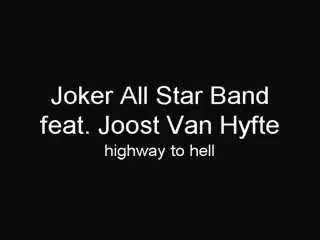 Joker All Star Band
feat. Joost Van Hyfte
highway to hell